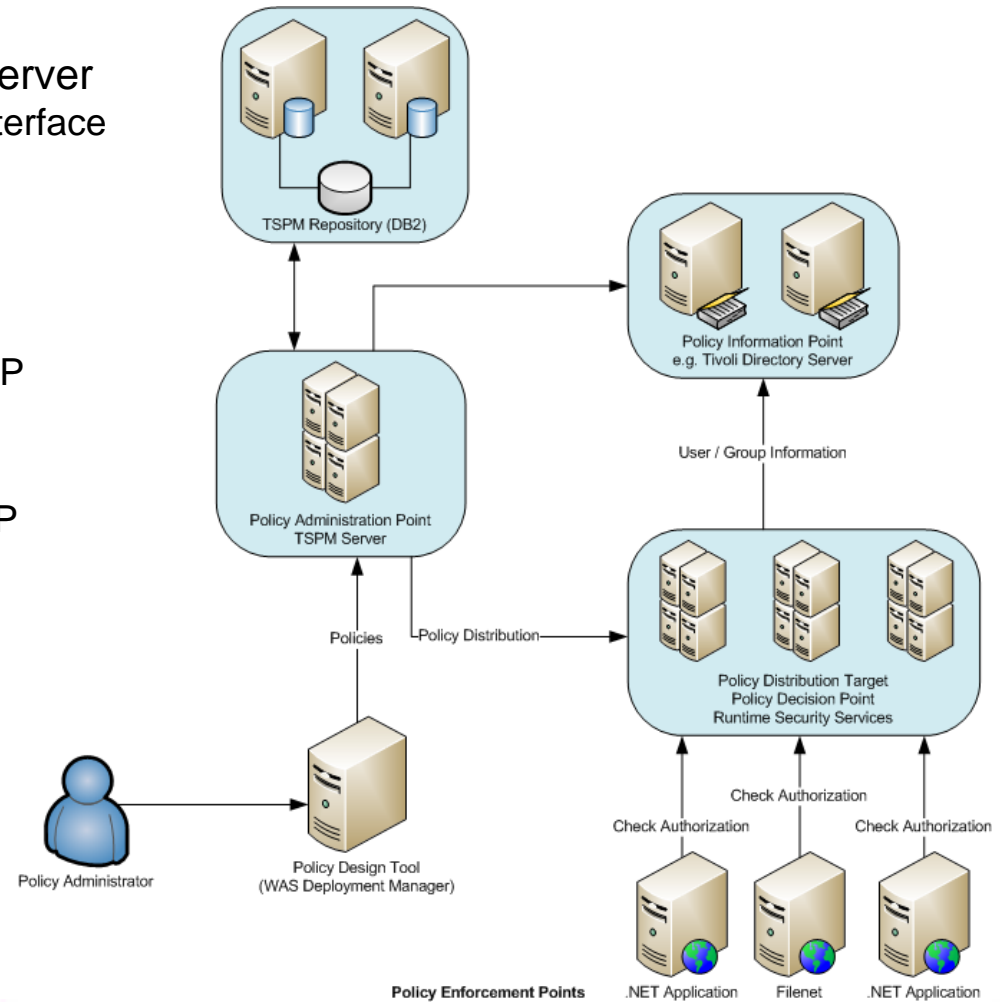 TSPM Repository (DB2)
Policy Information Point
e.g. Tivoli Directory Server
User / Group Information
Policy Administration Point
TSPM Server
Policies
Policy Distribution
Policy Distribution Target
Policy Decision Point
Runtime Security Services
Check Authorization
Check Authorization
Check Authorization
Policy Administrator
Policy Design Tool
(WAS Deployment Manager)
Policy Enforcement Points
.NET Application
Filenet
.NET Application